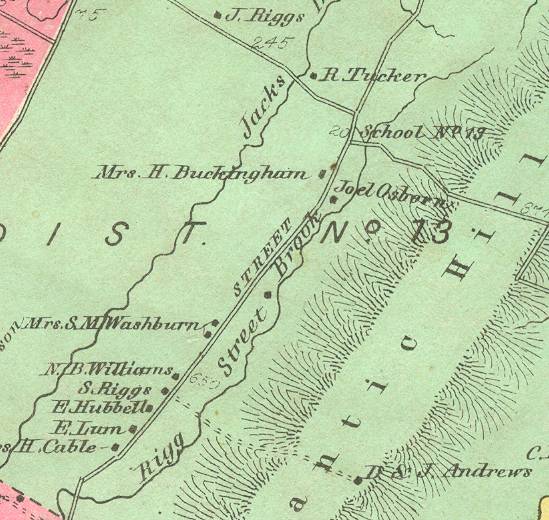 J. Riggs
245
R. Tucker
Jacks
20 School No 13
Mrs. H. Buckingham
Joel Osborn
DIST. No 13
STREET
Brook
Hill
Mrs. S. M. Washburn
Street
N. B. Williams
S. Riggs
650
E. Hubbell
E. Lum
H. Cable
Rigg
antic
D. & J. Andrews
C.